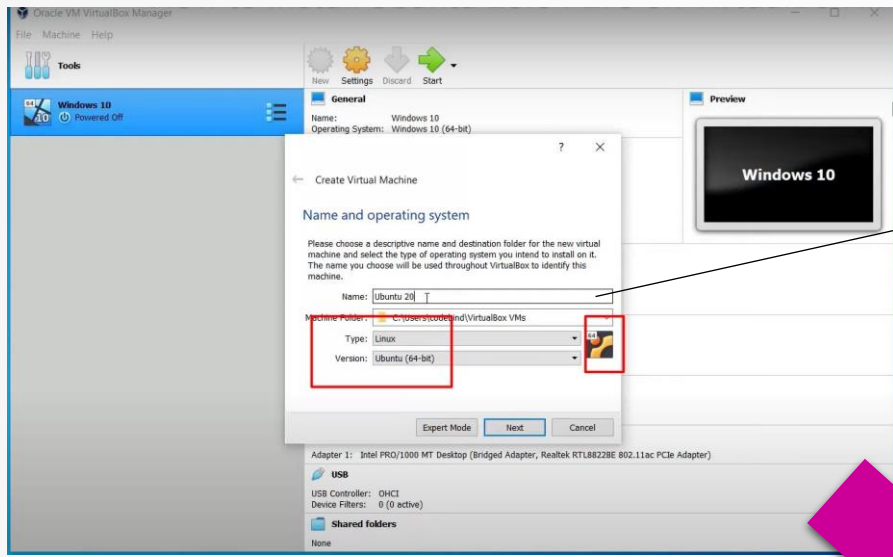 Oracle VM VirtualBox Manager
File Machine Help
Tools
New Settings Discard Start
Windows 10
Powered Off
General
Name: Windows 10
Operating System: Windows 10 (64-bit)
Preview
Windows 10
Create Virtual Machine
Name and operating system
Please choose a descriptive name and destination folder for the new virtual
machine and select the type of operating system you intend to install on it.
The name you choose will be used throughout VirtualBox to identify this
machine.
Name: Ubuntu 20
Machine Folder: C:\Users\codebind\VirtualBox VMs
Type: Linux
Version: Ubuntu (64-bit)
64
Expert Mode Next Cancel
Adapter 1: Intel PRO/1000 MT Desktop (Bridged Adapter, Realtek RTL8822BE 802.11ac PCIe Adapter)
USB
USB Controller: OHCI
Device Filters: 0 (0 active)
Shared folders
None